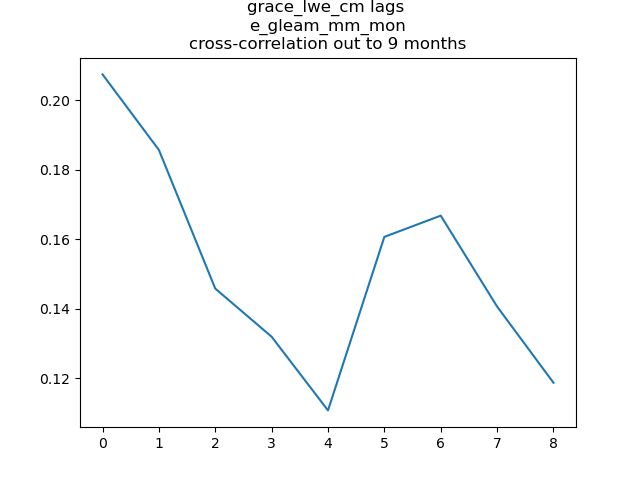 grace_lwe_cm lags
e_gleam_mm_mon
cross-correlation out to 9 months
0.20
0.18
0.16
0.14
0.12
0 1 2 3 4 5 6 7 8